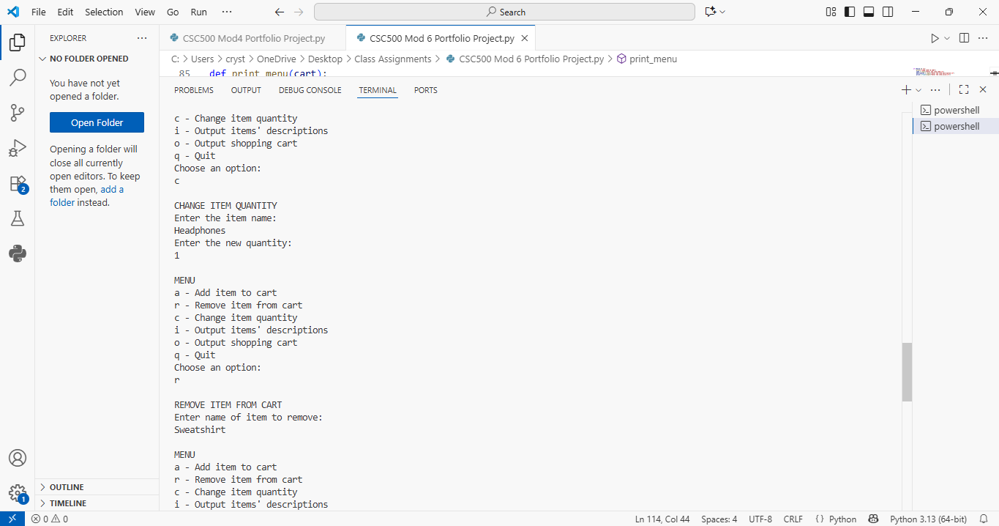 File Edit Selection View Go Run ··· Search
EXPLORER ···
CSC500 Mod4 Portfolio Project.py CSC500 Mod 6 Portfolio Project.py
NO FOLDER OPENED
C: > Users > cryst > OneDrive > Desktop > Class Assignments > CSC500 Mod 6 Portfolio Project.py > print_menu
85 def print_menu(cart):
You have not yet
opened a folder.
Open Folder
Opening a folder will
close all currently
open editors. To keep
them open, add a
folder instead.
2
PROBLEMS OUTPUT DEBUG CONSOLE TERMINAL PORTS
powershell
powershell
c - Change item quantity
i - Output items' descriptions
o - Output shopping cart
q - Quit
Choose an option:
c
CHANGE ITEM QUANTITY
Enter the item name:
Headphones
Enter the new quantity:
1
MENU
a - Add item to cart
r - Remove item from cart
c - Change item quantity
i - Output items' descriptions
o - Output shopping cart
q - Quit
Choose an option:
r
REMOVE ITEM FROM CART
Enter name of item to remove:
Sweatshirt
MENU
a - Add item to cart
r - Remove item from cart
c - Change item quantity
i - Output items' descriptions
OUTLINE
TIMELINE
1
0 0 Ln 114, Col 44 Spaces: 4 UTF-8 CRLF {} Python Python 3.13 (64-bit)